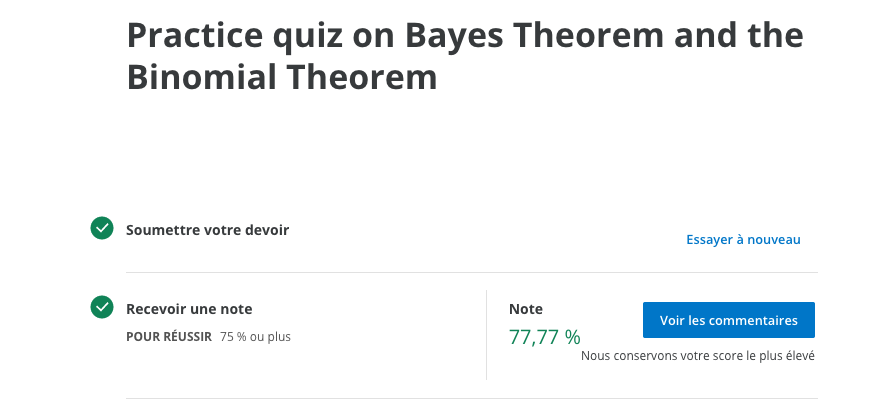 Practice quiz on Bayes Theorem and the
Binomial Theorem
Soumettre votre devoir
Essayer à nouveau
Recevoir une note
POUR RÉUSSIR 75 % ou plus
Note
77,77 %
Voir les commentaires
Nous conservons votre score le plus élevé